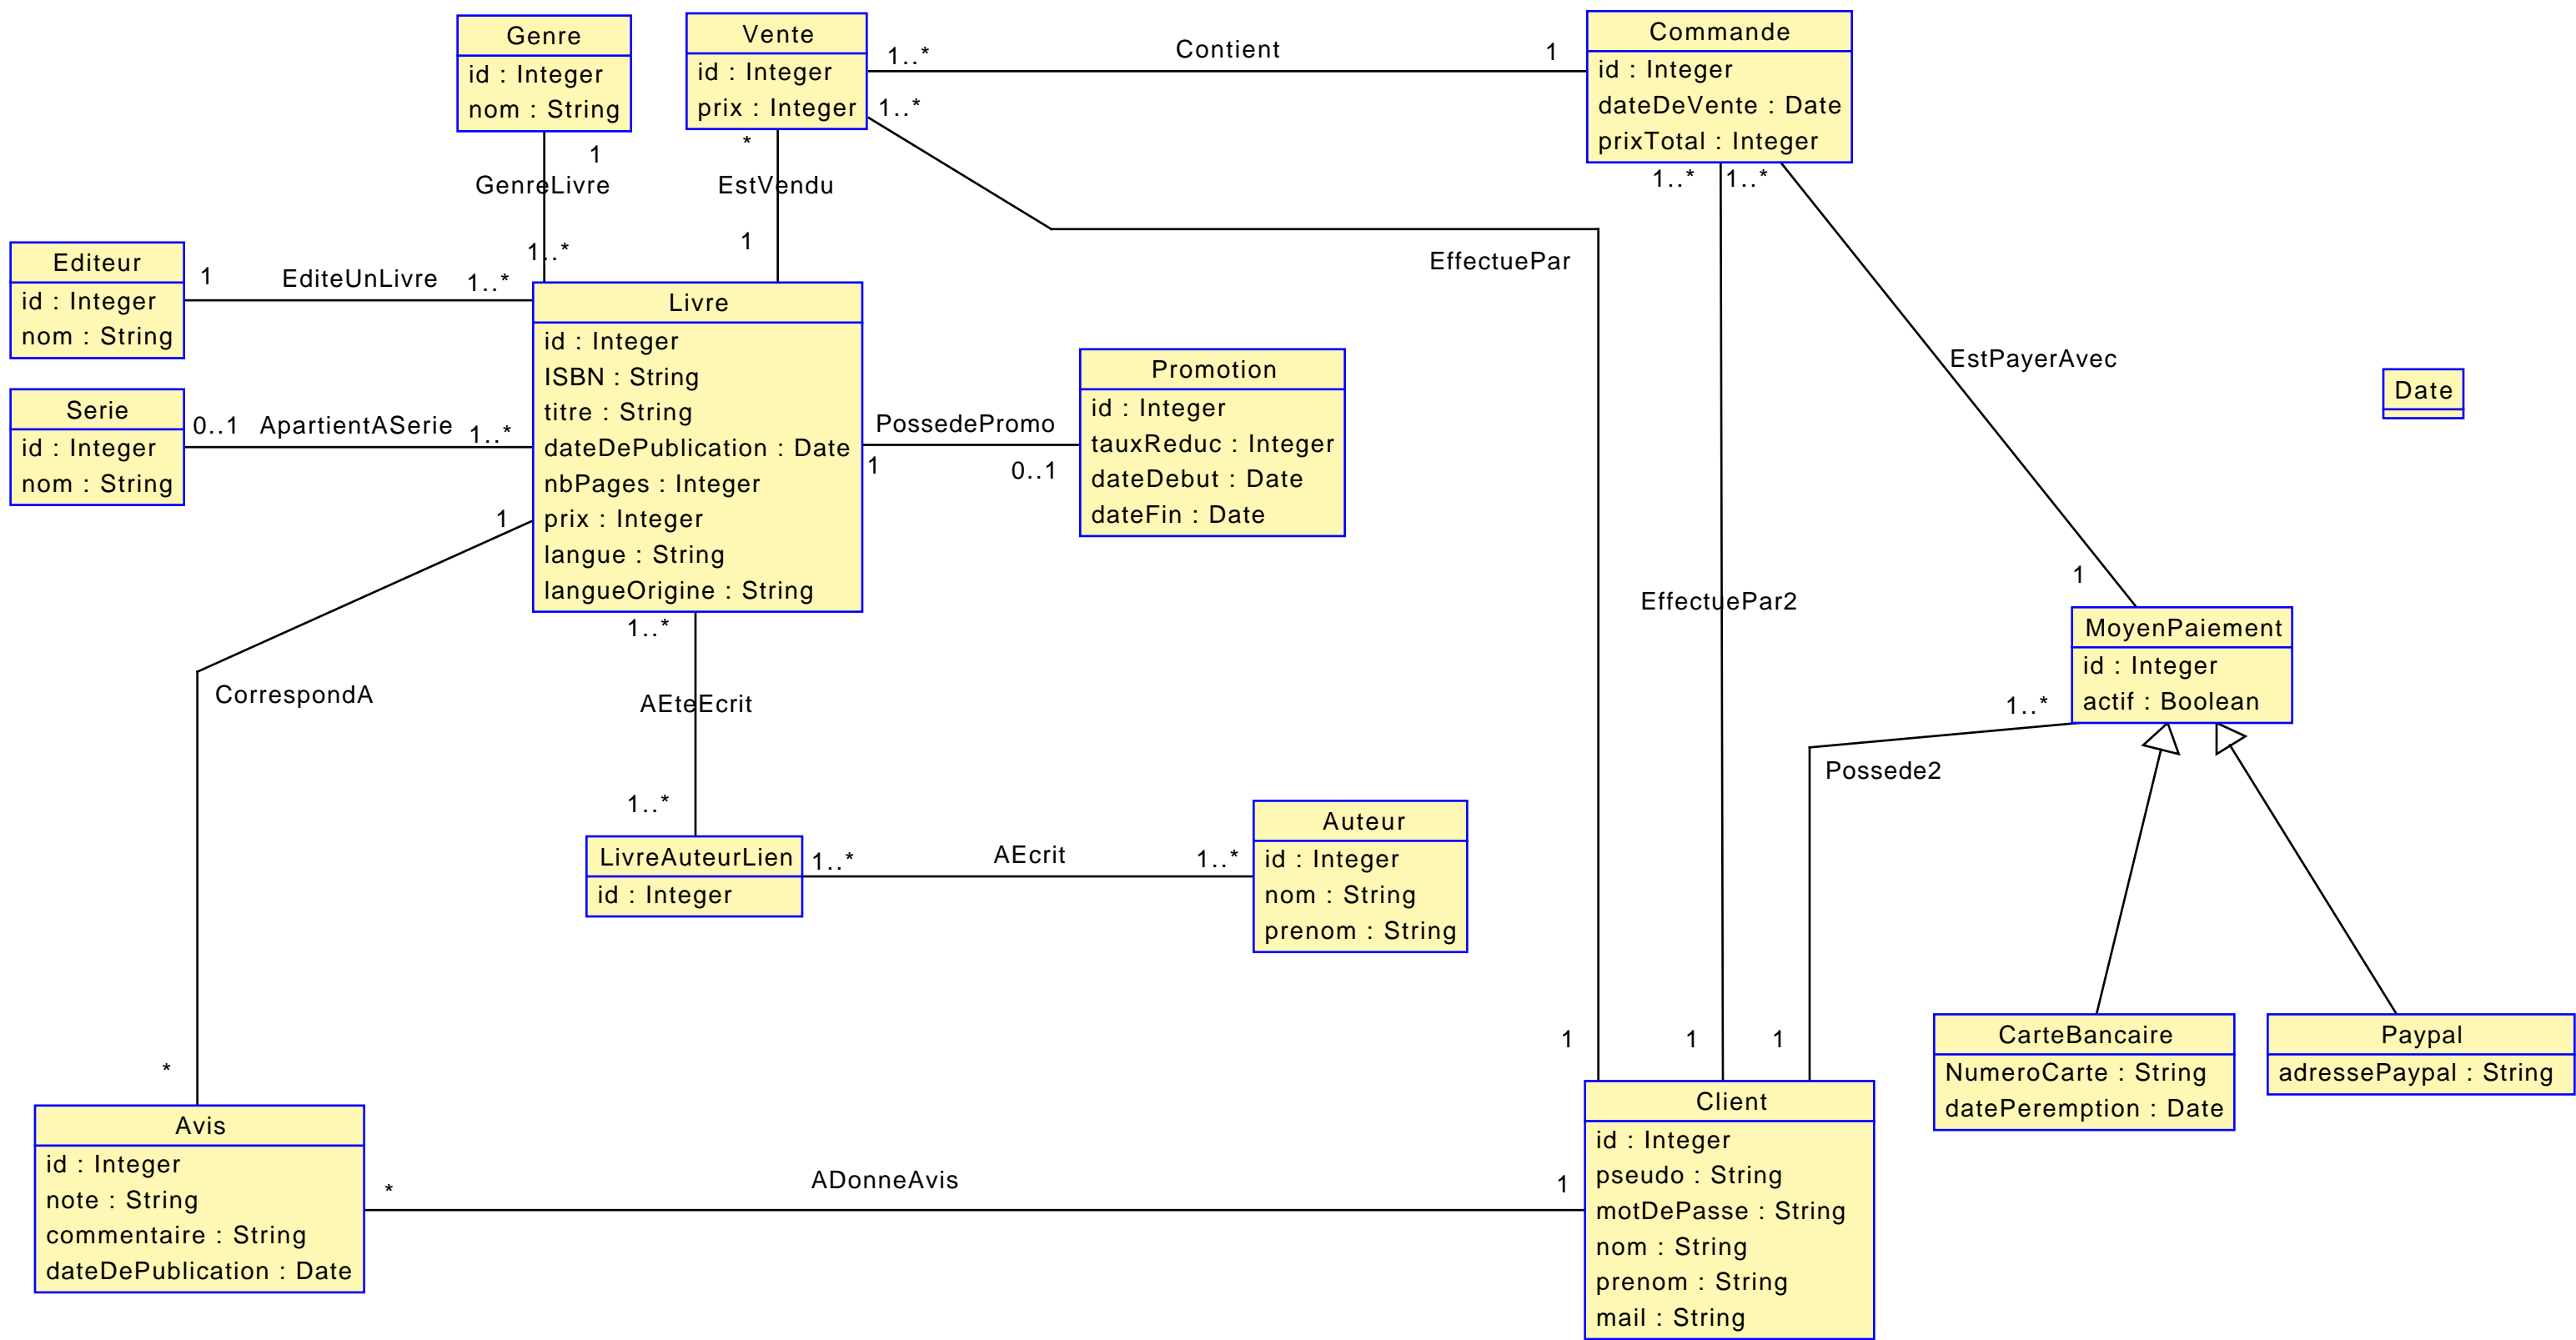 Genre
id : Integer
nom : String
Vente
id : Integer
prix : Integer
1..*
Contient
1
Commande
id : Integer
dateDeVente : Date
prixTotal : Integer
1..*
1
GenreLivre
1..*
*
EstVendu
1
1..*
1..*
EffectuePar
Editeur
id : Integer
nom : String
1
EditeUnLivre
1..*
Livre
id : Integer
ISBN : String
titre : String
dateDePublication : Date
nbPages : Integer
prix : Integer
langue : String
langueOrigine : String
Serie
id : Integer
nom : String
0..1
ApartientASerie
1..*
PossedePromo
1
0..1
Promotion
id : Integer
tauxReduc : Integer
dateDebut : Date
dateFin : Date
EstPayerAvec
Date
1
1
EffectuePar2
MoyenPaiement
id : Integer
actif : Boolean
1..*
CorrespondA
AEteEcrit
1..*
Possede2
1..*
LivreAuteurLien
id : Integer
1..*
AEcrit
1..*
Auteur
id : Integer
nom : String
prenom : String
1
1
1
CarteBancaire
NumeroCarte : String
datePeremption : Date
Paypal
adressePaypal : String
*
Avis
id : Integer
note : String
commentaire : String
dateDePublication : Date
*
ADonneAvis
1
Client
id : Integer
pseudo : String
motDePasse : String
nom : String
prenom : String
mail : String